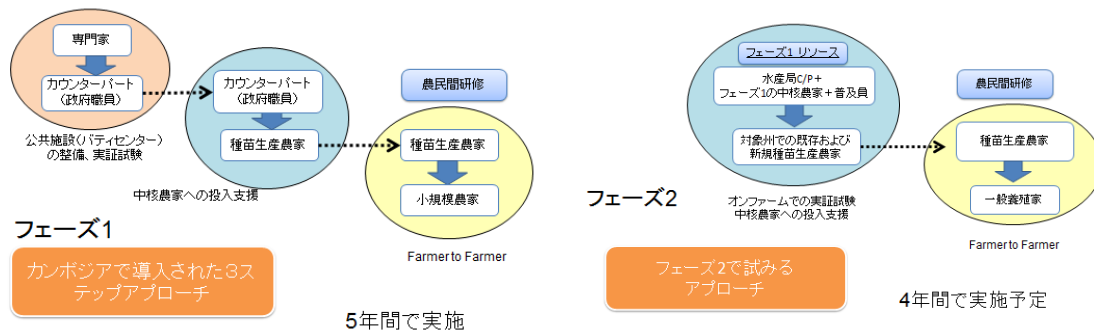 専門家
カウンターパート
(政府職員)
公共施設(バティセンター)
の整備、実証試験
カウンターパート
(政府職員)
種苗生産農家
中核農家への投入支援
農民間研修
種苗生産農家
小規模農家
Farmer to Farmer
フェーズ1
カンボジアで導入された3ス
テップアプローチ
5年間で実施
フェーズ1 リソース
水産局C/P+
フェーズ1の中核農家+普及員
対象州での既存および
新規種苗生産農家
オンファームでの実証試験
中核農家への投入支援
農民間研修
種苗生産農家
一般養殖家
Farmer to Farmer
フェーズ2
フェーズ2で試みる
アプローチ
4年間で実施予定